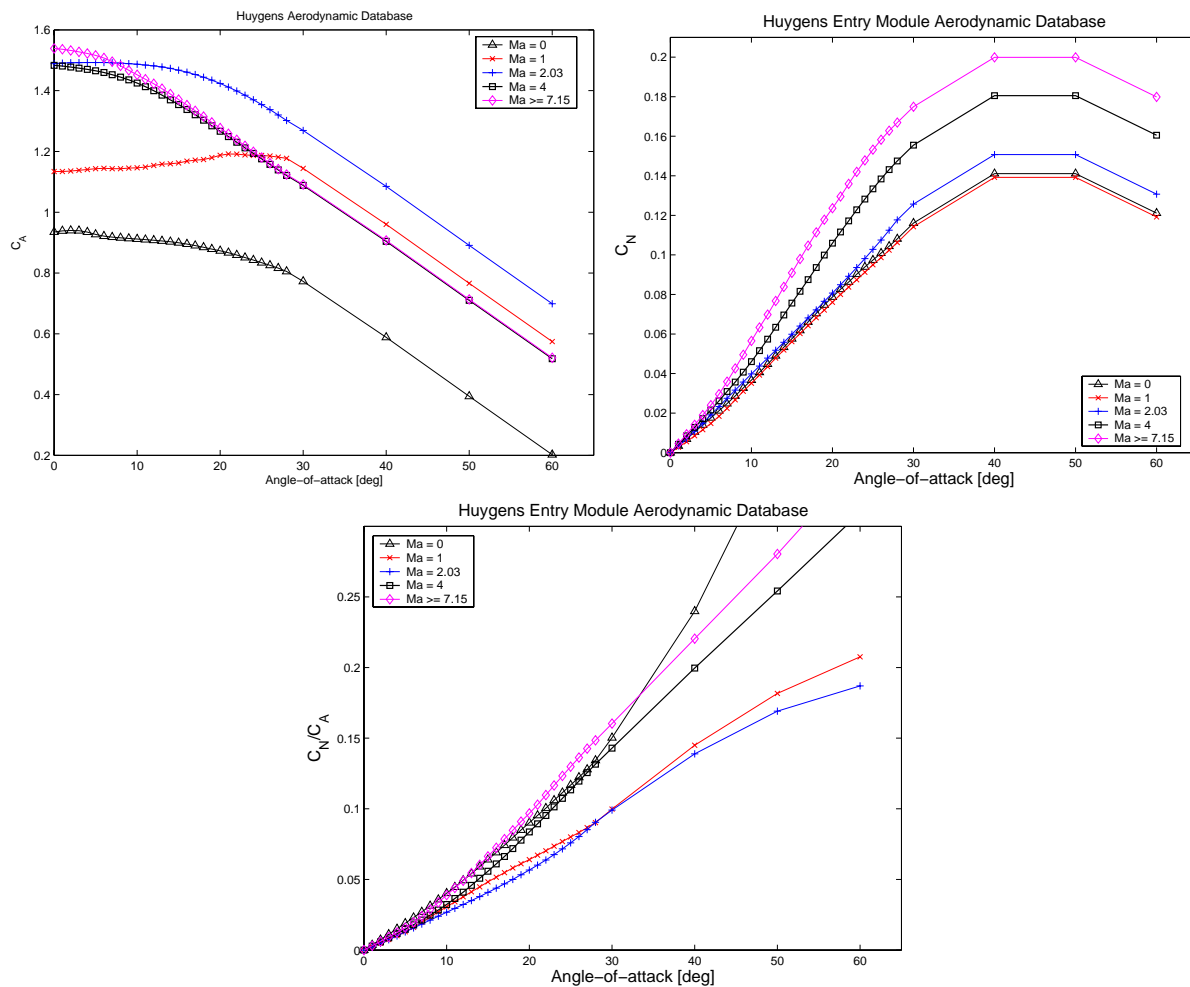 Huygens Aerodynamic Database
1.6
1.4
1.2
1
0.8
0.6
0.4
0.2
C_A
0
10
20
30
40
50
60
Angle−of−attack [deg]
Ma = 0
Ma = 1
Ma = 2.03
Ma = 4
Ma >= 7.15
Huygens Entry Module Aerodynamic Database
0.2
0.18
0.16
0.14
0.12
0.1
0.08
0.06
0.04
0.02
0
C_N
0
10
20
30
40
50
60
Angle−of−attack [deg]
Ma = 0
Ma = 1
Ma = 2.03
Ma = 4
Ma >= 7.15
Huygens Entry Module Aerodynamic Database
Ma = 0
Ma = 1
Ma = 2.03
Ma = 4
Ma >= 7.15
0.25
0.2
0.15
0.1
0.05
0
C_N/C_A
0
10
20
30
40
50
60
Angle−of−attack [deg]